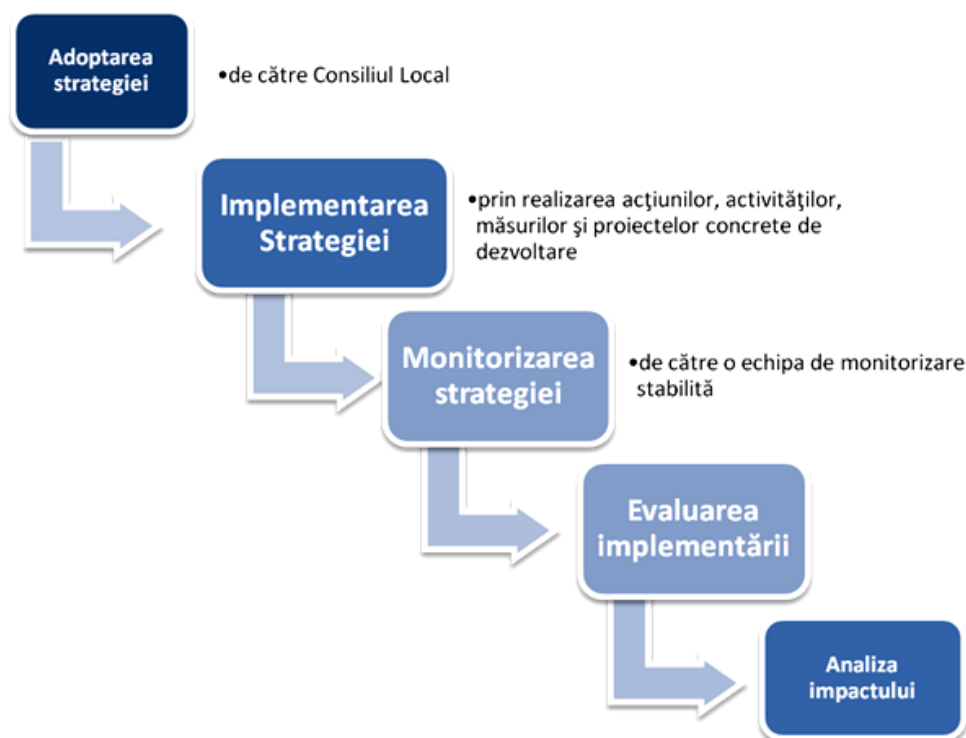 Adoptarea
strategiei
•de către Consiliul Local
Implementarea
Strategiei
•prin realizarea acţiunilor, activităţilor,
măsurilor şi proiectelor concrete de
dezvoltare
Monitorizarea
strategiei
•de către o echipa de monitorizare
stabilită
Evaluarea
implementării
Analiza
impactului